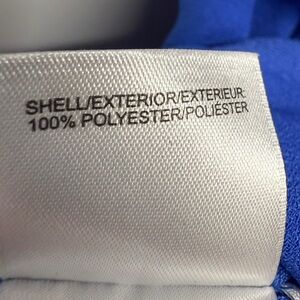 SHELL/EXTERIOR/EXTERIEUR:
100% POLYESTER/POLIÉSTER